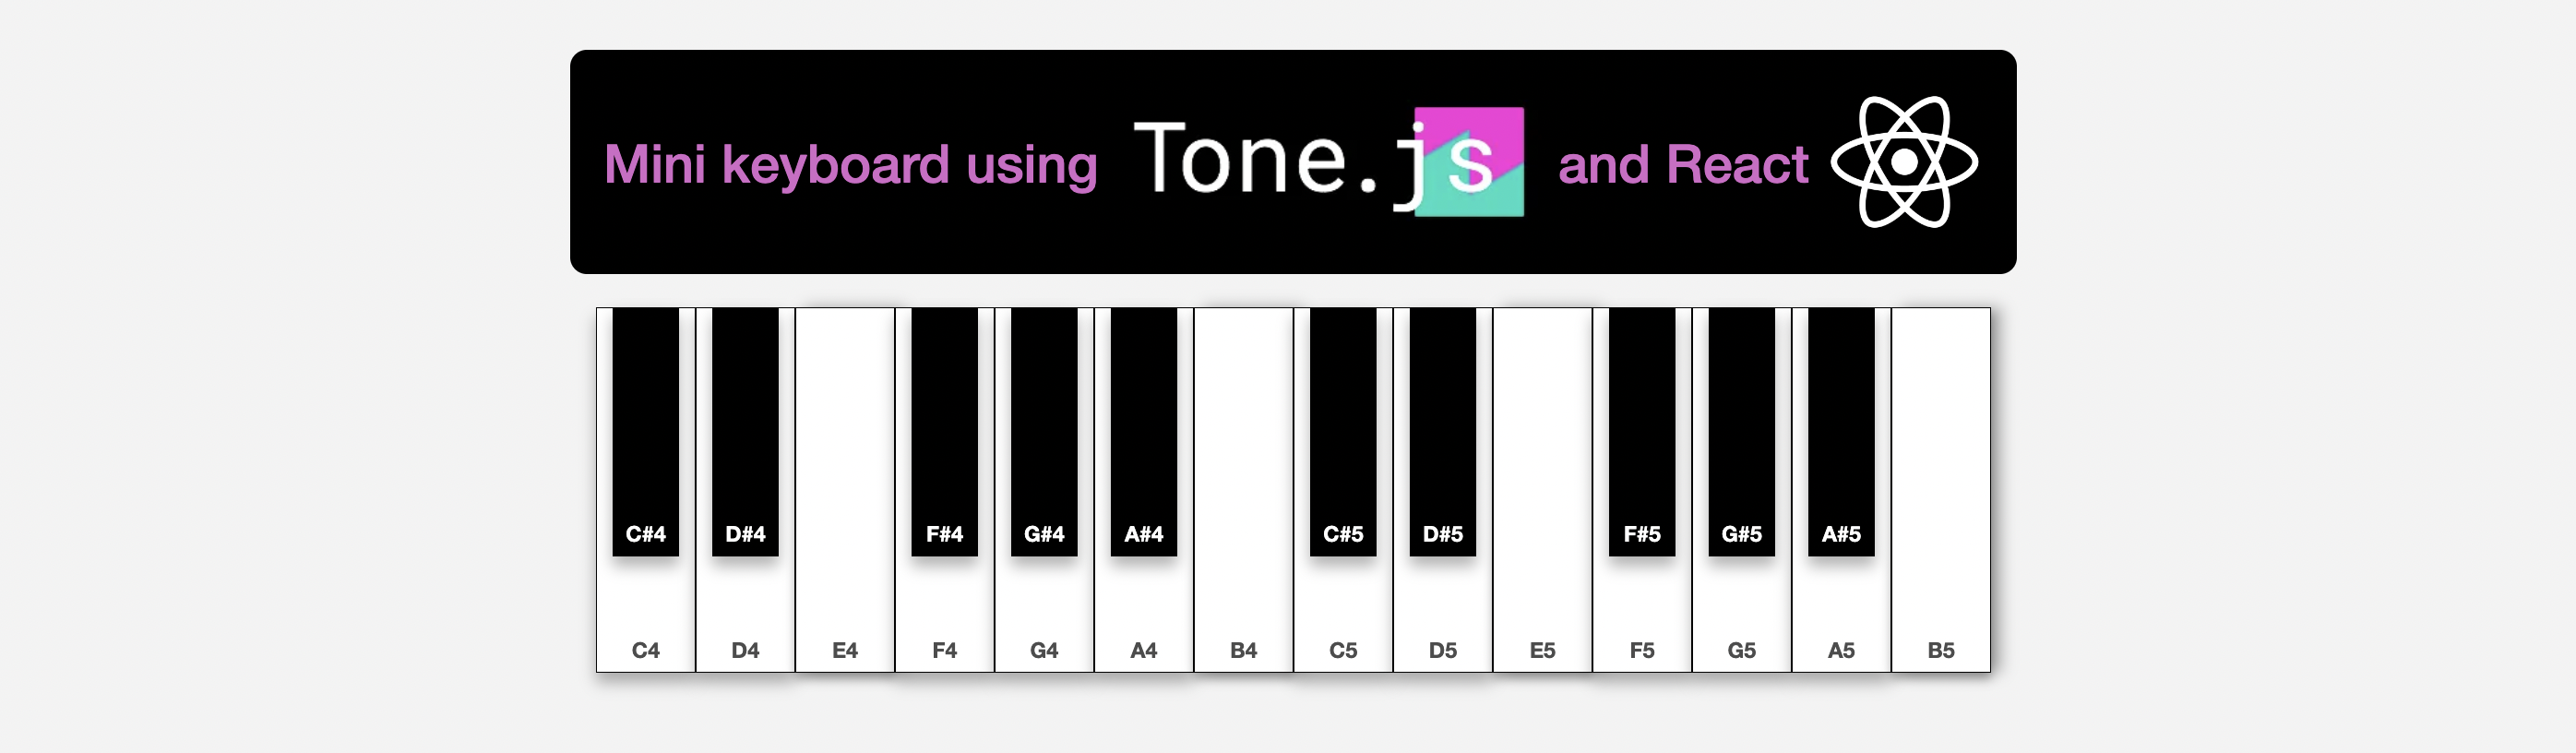 Mini keyboard using Tone.js and React
C#4 D#4 F#4 G#4 A#4 C#5 D#5 F#5 G#5 A#5
C4 D4 E4 F4 G4 A4 B4 C5 D5 E5 F5 G5 A5 B5